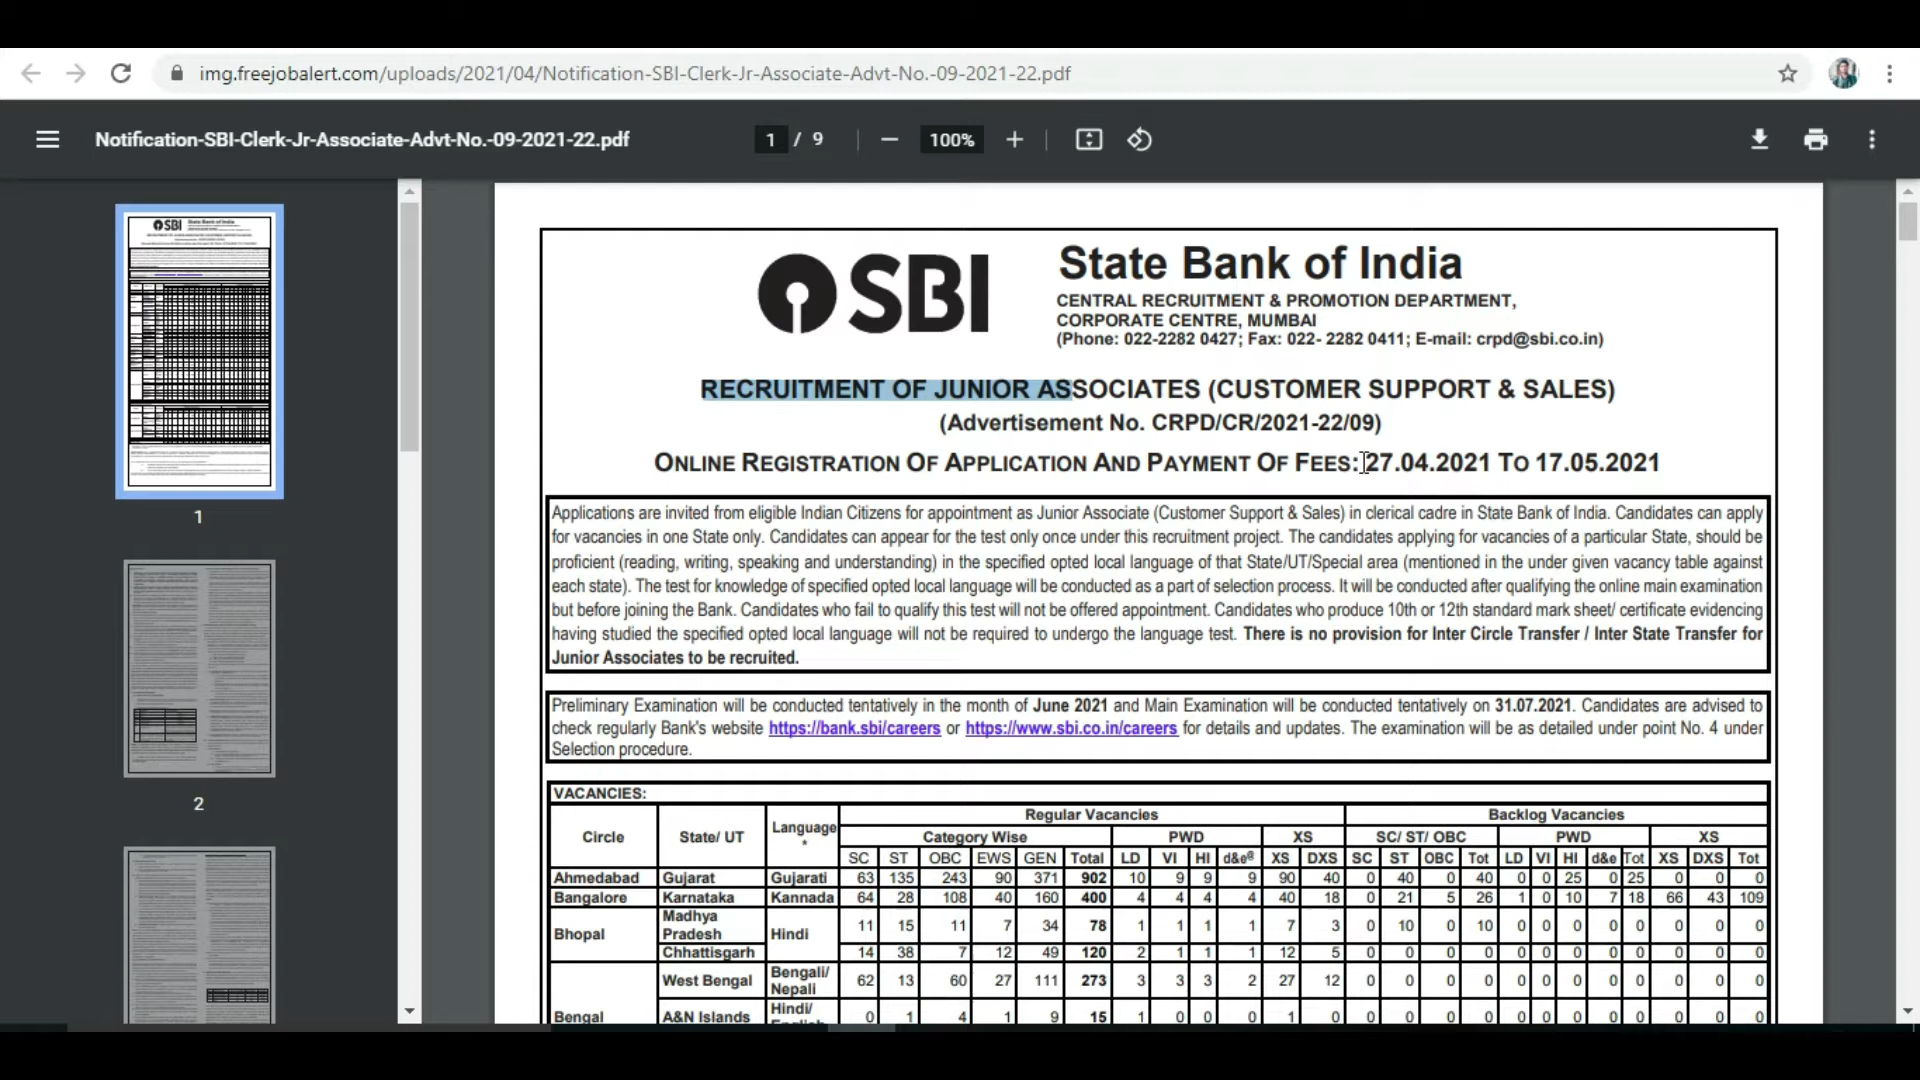 img.freejobalert.com/uploads/2021/04/Notification-SBI-Clerk-Jr-Associate-Advt-No.-09-2021-22.pdf
Notification-SBI-Clerk-Jr-Associate-Advt-No.-09-2021-22.pdf
1 / 9
100%
1
2
SBI
State Bank of India
CENTRAL RECRUITMENT & PROMOTION DEPARTMENT,
CORPORATE CENTRE, MUMBAI
(Phone: 022-2282 0427; Fax: 022- 2282 0411; E-mail: crpd@sbi.co.in)
RECRUITMENT OF JUNIOR ASSOCIATES (CUSTOMER SUPPORT & SALES)
(Advertisement No. CRPD/CR/2021-22/09)
ONLINE REGISTRATION OF APPLICATION AND PAYMENT OF FEES: 27.04.2021 TO 17.05.2021
Applications are invited from eligible Indian Citizens for appointment as Junior Associate (Customer Support & Sales) in clerical cadre in State Bank of India. Candidates can apply
for vacancies in one State only. Candidates can appear for the test only once under this recruitment project. The candidates applying for vacancies of a particular State, should be
proficient (reading, writing, speaking and understanding) in the specified opted local language of that State/UT/Special area (mentioned in the under given vacancy table against
each state). The test for knowledge of specified opted local language will be conducted as a part of selection process. It will be conducted after qualifying the online main examination
but before joining the Bank. Candidates who fail to qualify this test will not be offered appointment. Candidates who produce 10th or 12th standard mark sheet/ certificate evidencing
having studied the specified opted local language will not be required to undergo the language test. There is no provision for Inter Circle Transfer / Inter State Transfer for
Junior Associates to be recruited.
Preliminary Examination will be conducted tentatively in the month of June 2021 and Main Examination will be conducted tentatively on 31.07.2021. Candidates are advised to
check regularly Bank's website https://bank.sbi/careers or https://www.sbi.co.in/careers for details and updates. The examination will be as detailed under point No. 4 under
Selection procedure.
VACANCIES:
Circle State/ UT Language * Regular Vacancies Backlog Vacancies
Category Wise PWD XS SC/ ST/ OBC PWD XS
SC ST OBC EWS GEN Total LD VI HI d&e@ XS DXS SC ST OBC Tot LD VI HI d&e Tot XS DXS Tot
Ahmedabad Gujarat Gujarati 63 135 243 90 371 902 10 9 9 9 90 40 0 40 0 40 0 0 25 0 25 0 0 0
Bangalore Karnataka Kannada 64 28 108 40 160 400 4 4 4 4 40 18 0 21 5 26 1 0 10 7 18 66 43 109
Bhopal Madhya Pradesh Hindi 11 15 11 7 34 78 1 1 1 1 7 3 0 10 0 10 0 0 0 0 0 0 0 0
Chhattisgarh 14 38 7 12 49 120 2 1 1 1 12 5 0 0 0 0 0 0 0 0 0 0 0 0
West Bengal Bengali/ Nepali 62 13 60 27 111 273 3 3 3 2 27 12 0 0 0 0 0 0 0 0 0 0 0 0
Bengal A&N Islands Hindi/ 0 1 4 1 9 15 1 0 0 0 1 0 0 0 0 0 0 0 0 0 0 0 0 0